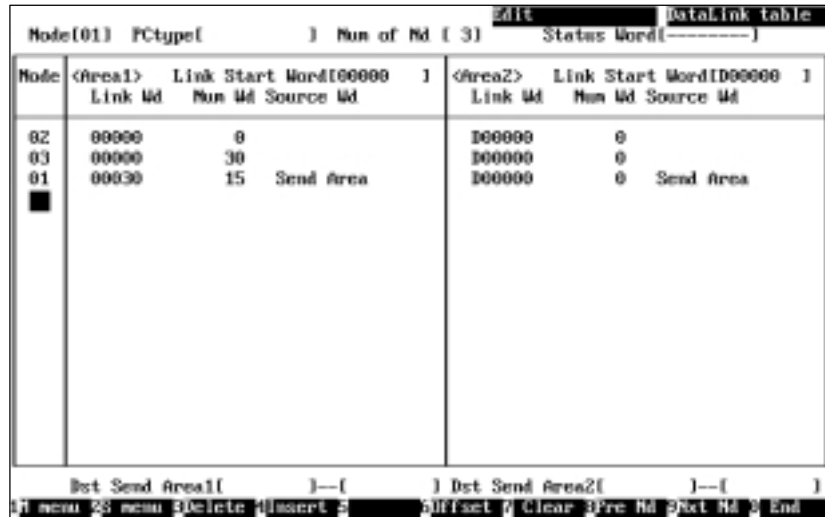 Edit DataLink table
Node[01] PCtype[ ] Num of Nd [ 3] Status Word[--------]
Node <Area1> Link Start Word[00000 ] <Area2> Link Start Word[D00000 ]
Link Wd Num Wd Source Wd Link Wd Num Wd Source Wd
02 00000 0 D00000 0
03 00000 30 D00000 0
01 00030 15 Send Area D00000 0 Send Area
Dst Send Area1[ ]--[ ] Dst Send Area2[ ]--[ ]
1M menu 2S menu 3Delete 4Insert 5 6Offset 7 Clear 8Pre Nd 9Nxt Nd 0 End